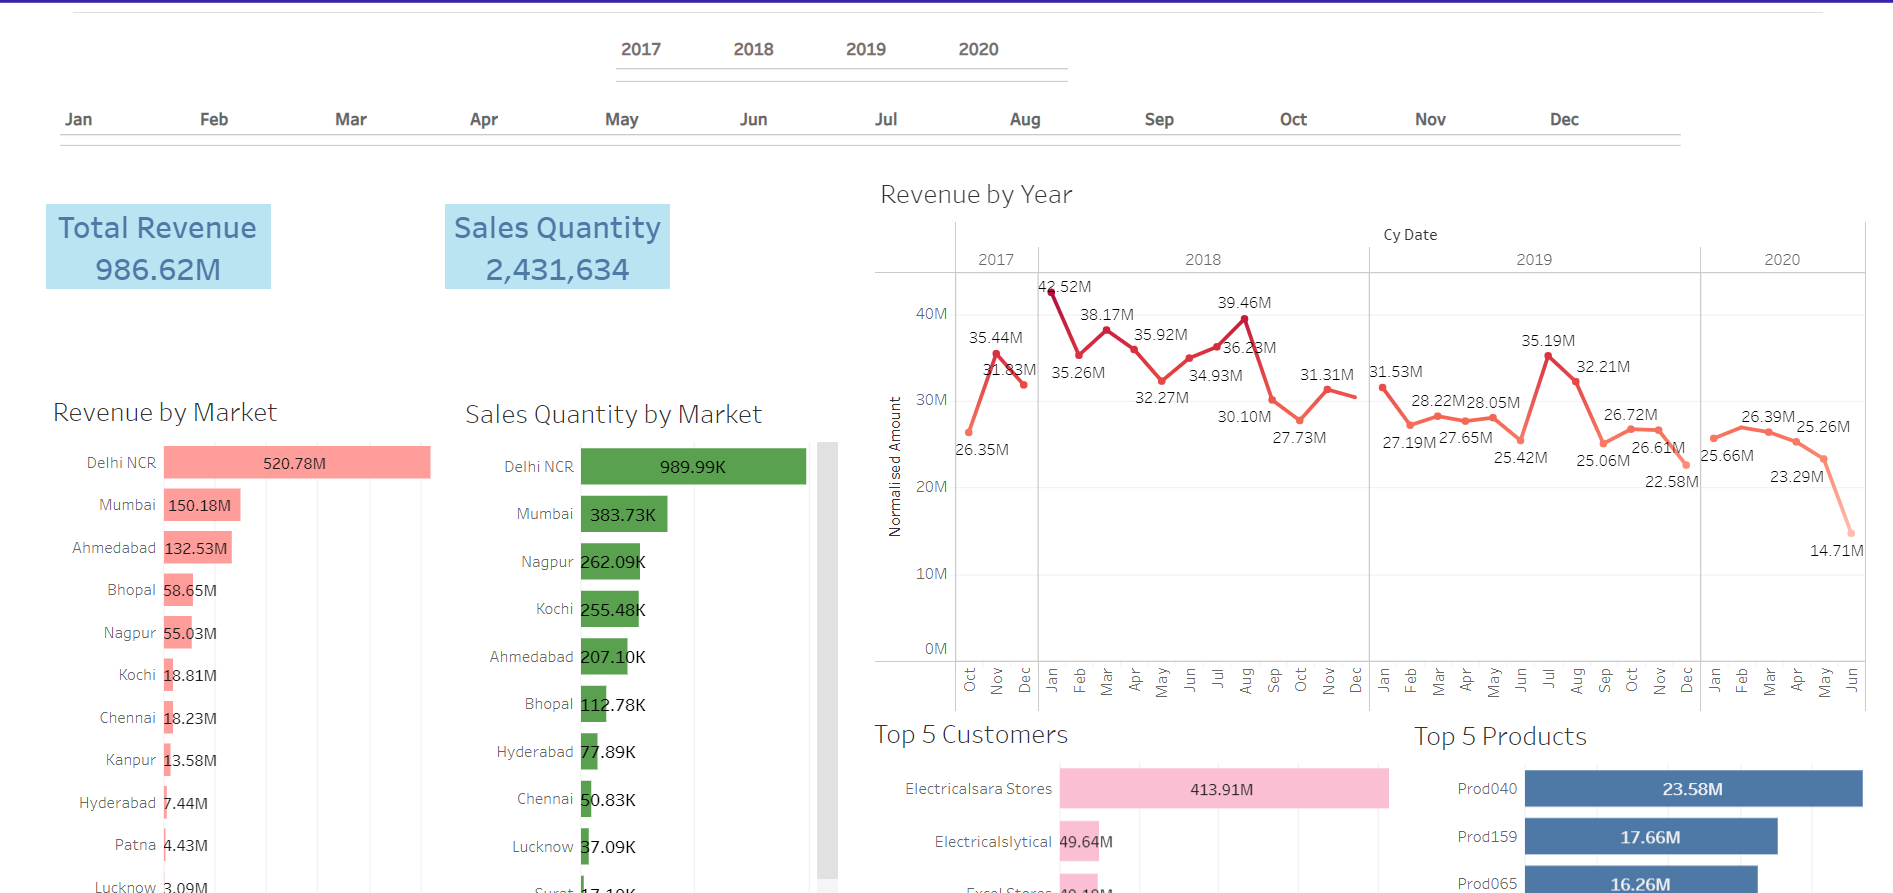 2017 2018 2019 2020
Jan Feb Mar Apr May Jun Jul Aug Sep Oct Nov Dec
Total Revenue
986.62M
Sales Quantity
2,431,634
Revenue by Market
Delhi NCR 520.78M
Mumbai 150.18M
Ahmedabad 132.53M
Bhopal 58.65M
Nagpur 55.03M
Kochi 18.81M
Chennai 18.23M
Kanpur 13.58M
Hyderabad 7.44M
Patna 4.43M
Lucknow 3.09M
Sales Quantity by Market
Delhi NCR 989.99K
Mumbai 383.73K
Nagpur 262.09K
Kochi 255.48K
Ahmedabad 207.10K
Bhopal 112.78K
Hyderabad 77.89K
Chennai 50.83K
Lucknow 37.09K
Surat
Revenue by Year
Cy Date
2017 2018 2019 2020
Normalised Amount
40M
30M
20M
10M
0M
26.35M 35.44M 31.83M
42.52M 35.26M 38.17M 35.92M 32.27M 34.93M 36.23M 39.46M 30.10M 27.73M 31.31M
31.53M 27.19M 28.22M 27.65M 28.05M 25.42M 35.19M 32.21M 25.06M 26.72M 26.61M 22.58M
25.66M 26.39M 25.26M 23.29M 14.71M
Oct Nov Dec Jan Feb Mar Apr May Jun Jul Aug Sep Oct Nov Dec Jan Feb Mar Apr May Jun Jul Aug Sep Oct Nov Dec Jan Feb Mar Apr May Jun
Top 5 Customers
Electricalsara Stores 413.91M
Electricalslytical 49.64M
Excel Stores
Top 5 Products
Prod040 23.58M
Prod159 17.66M
Prod065 16.26M